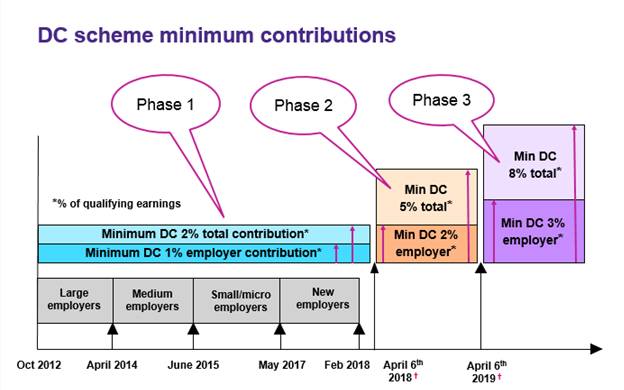 DC scheme minimum contributions
Phase 1
Phase 2
Phase 3
*% of qualifying earnings
Minimum DC 2% total contribution*
Minimum DC 1% employer contribution*
Min DC
5% total*
Min DC 2%
employer*
Min DC
8% total*
Min DC 3%
employer*
Large
employers
Medium
employers
Small/micro
employers
New
employers
Oct 2012
April 2014
June 2015
May 2017
Feb 2018
April 6th
2018†
April 6th
2019†